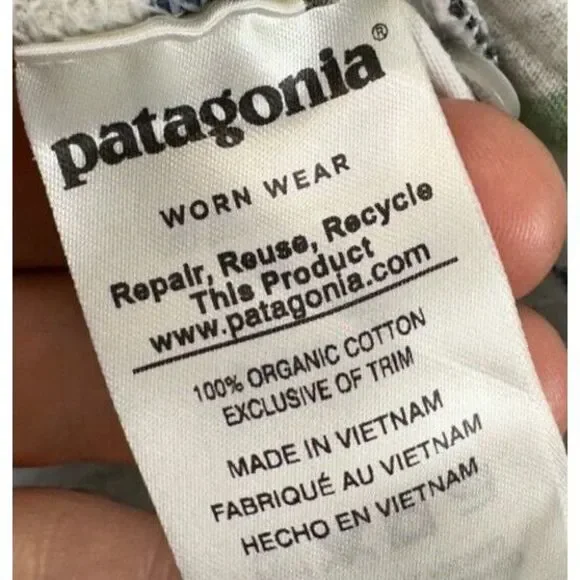 patagonia®
WORN WEAR
Repair, Reuse, Recycle
This Product
www.patagonia.com
100% ORGANIC COTTON
EXCLUSIVE OF TRIM
MADE IN VIETNAM
FABRIQUÉ AU VIETNAM
HECHO EN VIETNAM